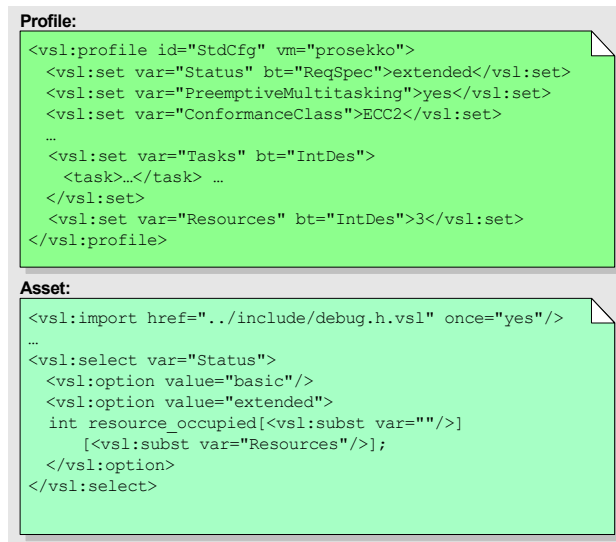 Profile:
<vsl:profile id="StdCfg" vm="prosekko">
<vsl:set var="Status" bt="ReqSpec">extended</vsl:set>
<vsl:set var="PreemptiveMultitasking">yes</vsl:set>
<vsl:set var="ConformanceClass">ECC2</vsl:set>
…
<vsl:set var="Tasks" bt="IntDes">
<task>…</task> …
</vsl:set>
<vsl:set var="Resources" bt="IntDes">3</vsl:set>
</vsl:profile>
Asset:
<vsl:import href="../include/debug.h.vsl" once="yes"/>
…
<vsl:select var="Status">
<vsl:option value="basic"/>
<vsl:option value="extended">
int resource_occupied[<vsl:subst var=""/>]
[<vsl:subst var="Resources"/>];
</vsl:option>
</vsl:select>